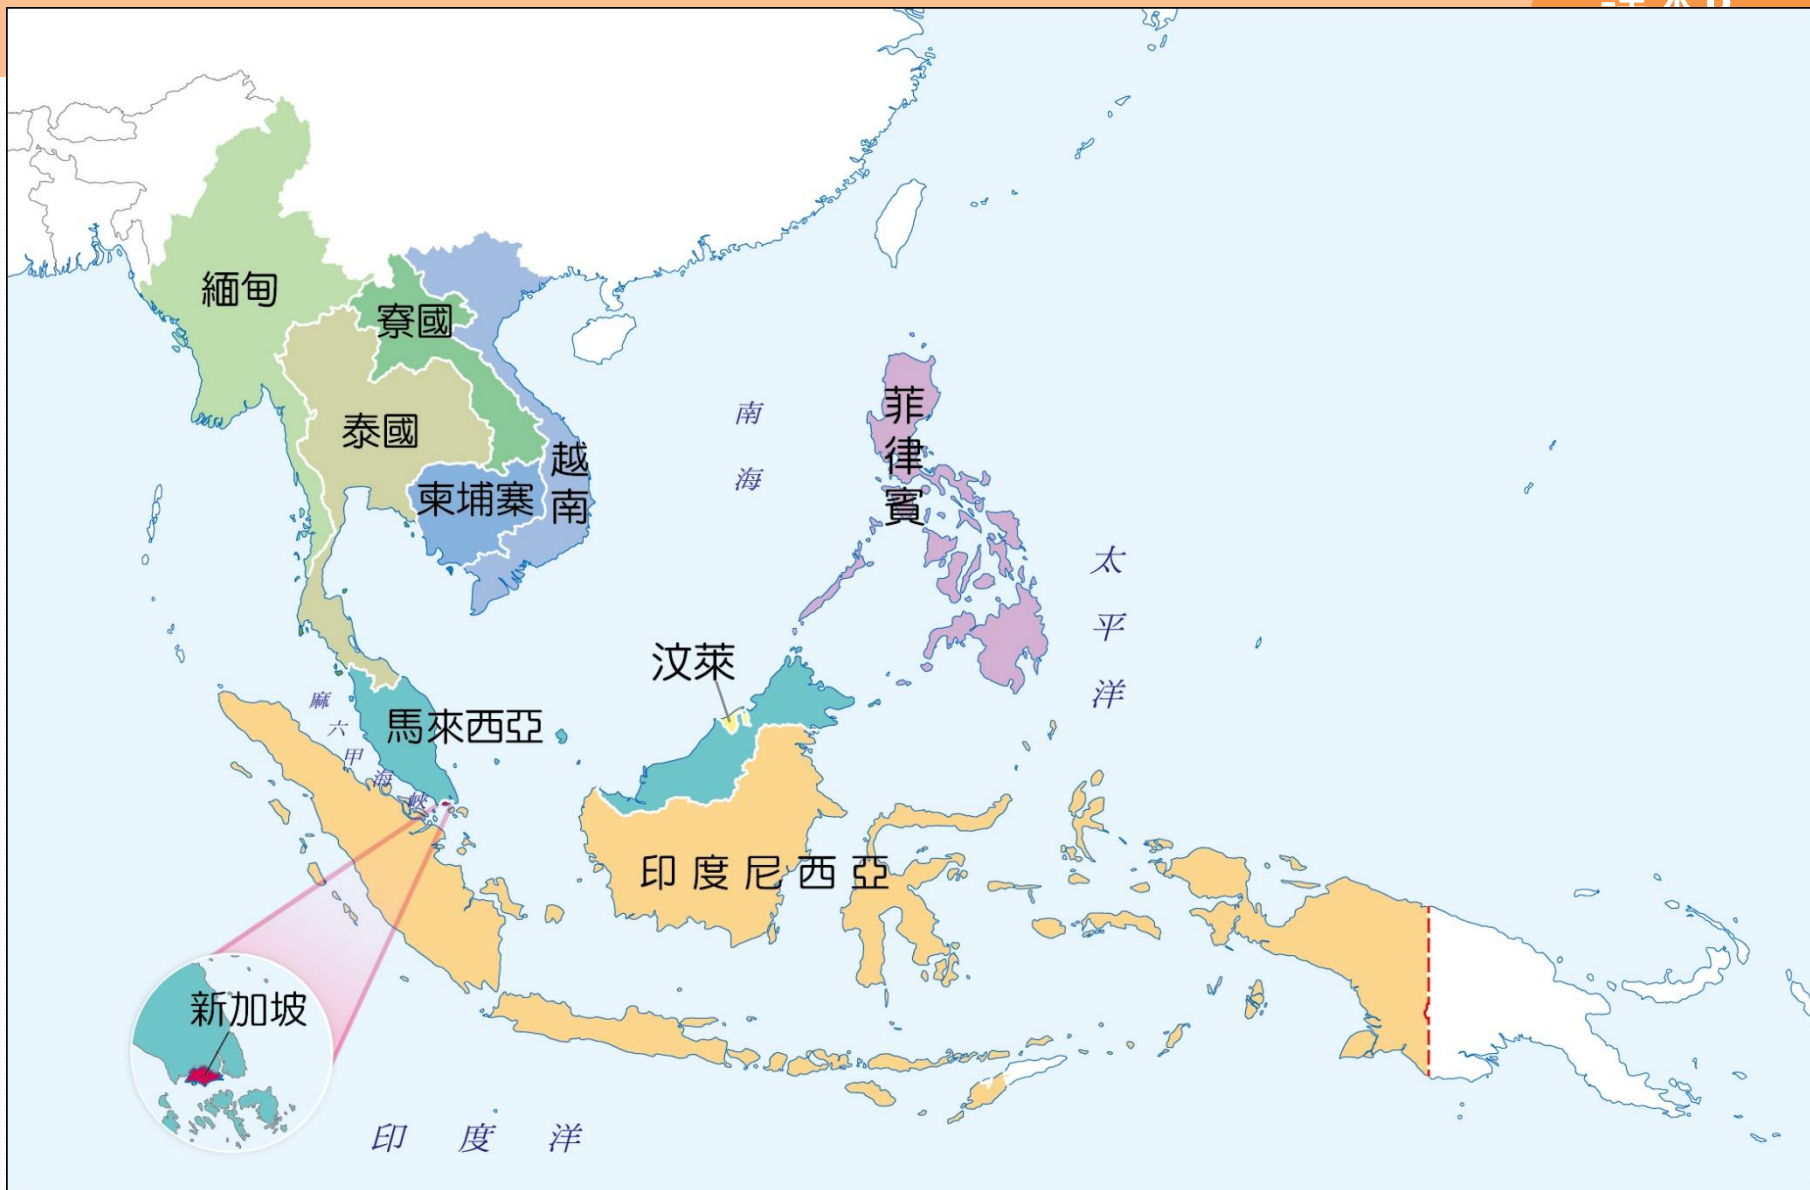 緬甸
寮國
泰國
越南
柬埔寨
南海
菲律賓
太平洋
汶萊
馬來西亞
麻六甲海峽
印度尼西亞
新加坡
印度洋